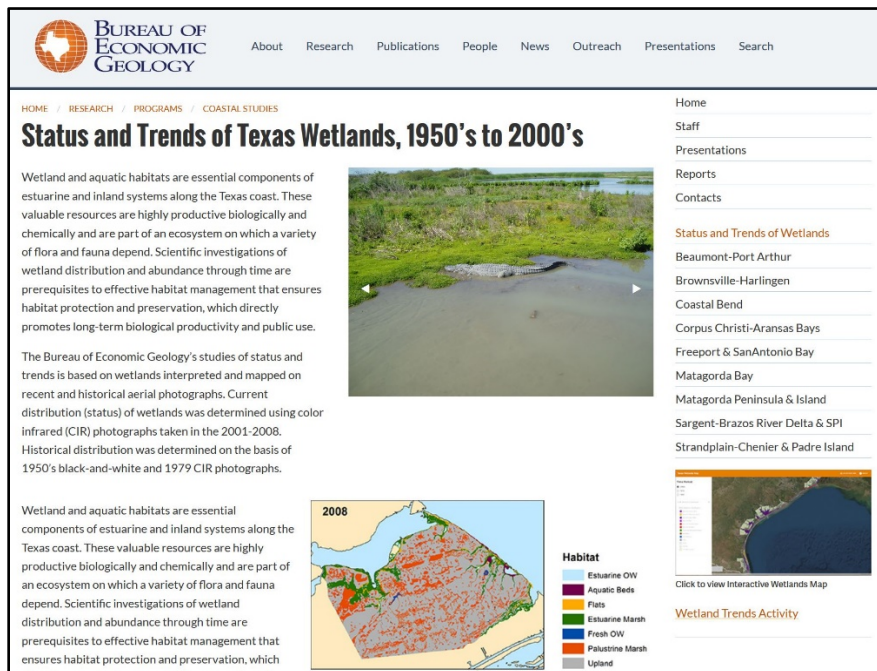 BUREAU OF
ECONOMIC
GEOLOGY
About Research Publications People News Outreach Presentations Search
HOME / RESEARCH / PROGRAMS / COASTAL STUDIES
Status and Trends of Texas Wetlands, 1950's to 2000's
Wetland and aquatic habitats are essential components of
estuarine and inland systems along the Texas coast. These
valuable resources are highly productive biologically and
chemically and are part of an ecosystem on which a variety
of flora and fauna depend. Scientific investigations of
wetland distribution and abundance through time are
prerequisites to effective habitat management that ensures
habitat protection and preservation, which directly
promotes long-term biological productivity and public use.
The Bureau of Economic Geology's studies of status and
trends is based on wetlands interpreted and mapped on
recent and historical aerial photographs. Current
distribution (status) of wetlands was determined using color
infrared (CIR) photographs taken in the 2001-2008.
Historical distribution was determined on the basis of
1950's black-and-white and 1979 CIR photographs.
Wetland and aquatic habitats are essential
components of estuarine and inland systems along the
Texas coast. These valuable resources are highly
productive biologically and chemically and are part of
an ecosystem on which a variety of flora and fauna
depend. Scientific investigations of wetland
distribution and abundance through time are
prerequisites to effective habitat management that
ensures habitat protection and preservation, which
2008
Habitat
Estuarine OW
Aquatic Beds
Flats
Estuarine Marsh
Fresh OW
Palustrine Marsh
Upland
Home
Staff
Presentations
Reports
Contacts
Status and Trends of Wetlands
Beaumont-Port Arthur
Brownsville-Harlingen
Coastal Bend
Corpus Christi-Aransas Bays
Freeport & SanAntonio Bay
Matagorda Bay
Matagorda Peninsula & Island
Sargent-Brazos River Delta & SPI
Strandplain-Chenier & Padre Island
Click to view Interactive Wetlands Map
Wetland Trends Activity